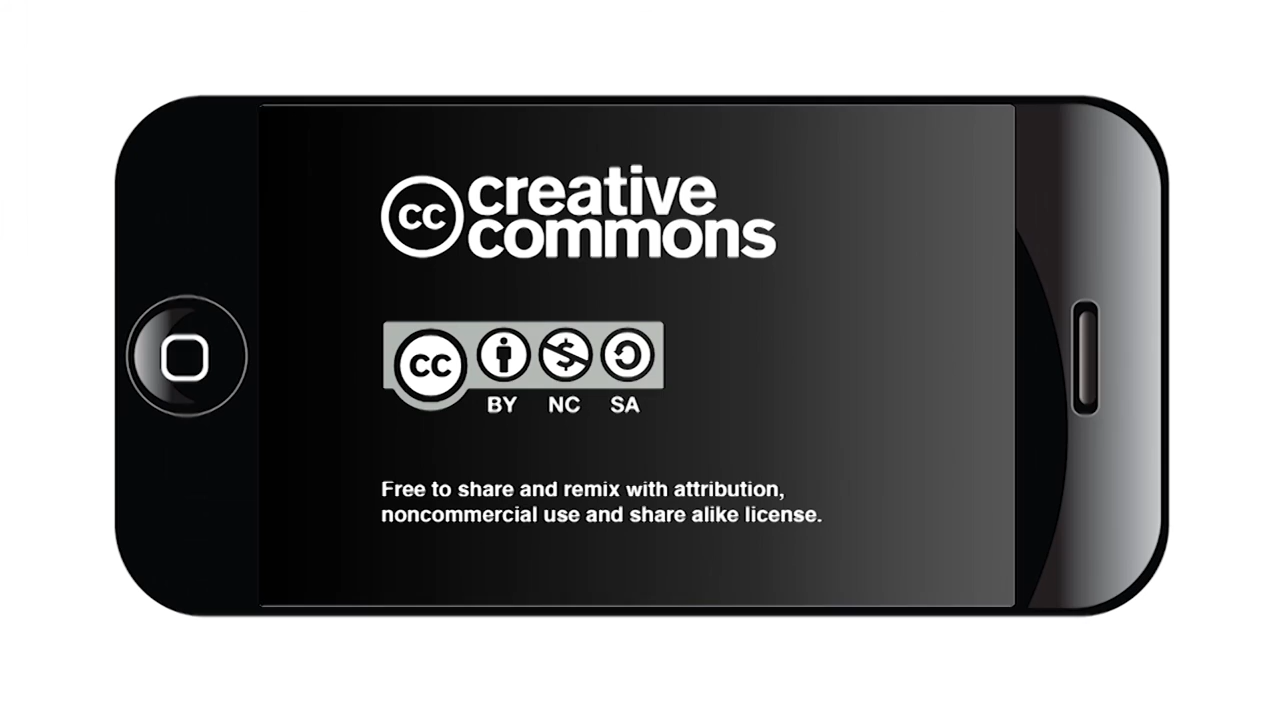 cc creative
commons
cc
BY NC SA
Free to share and remix with attribution,
noncommercial use and share alike license.